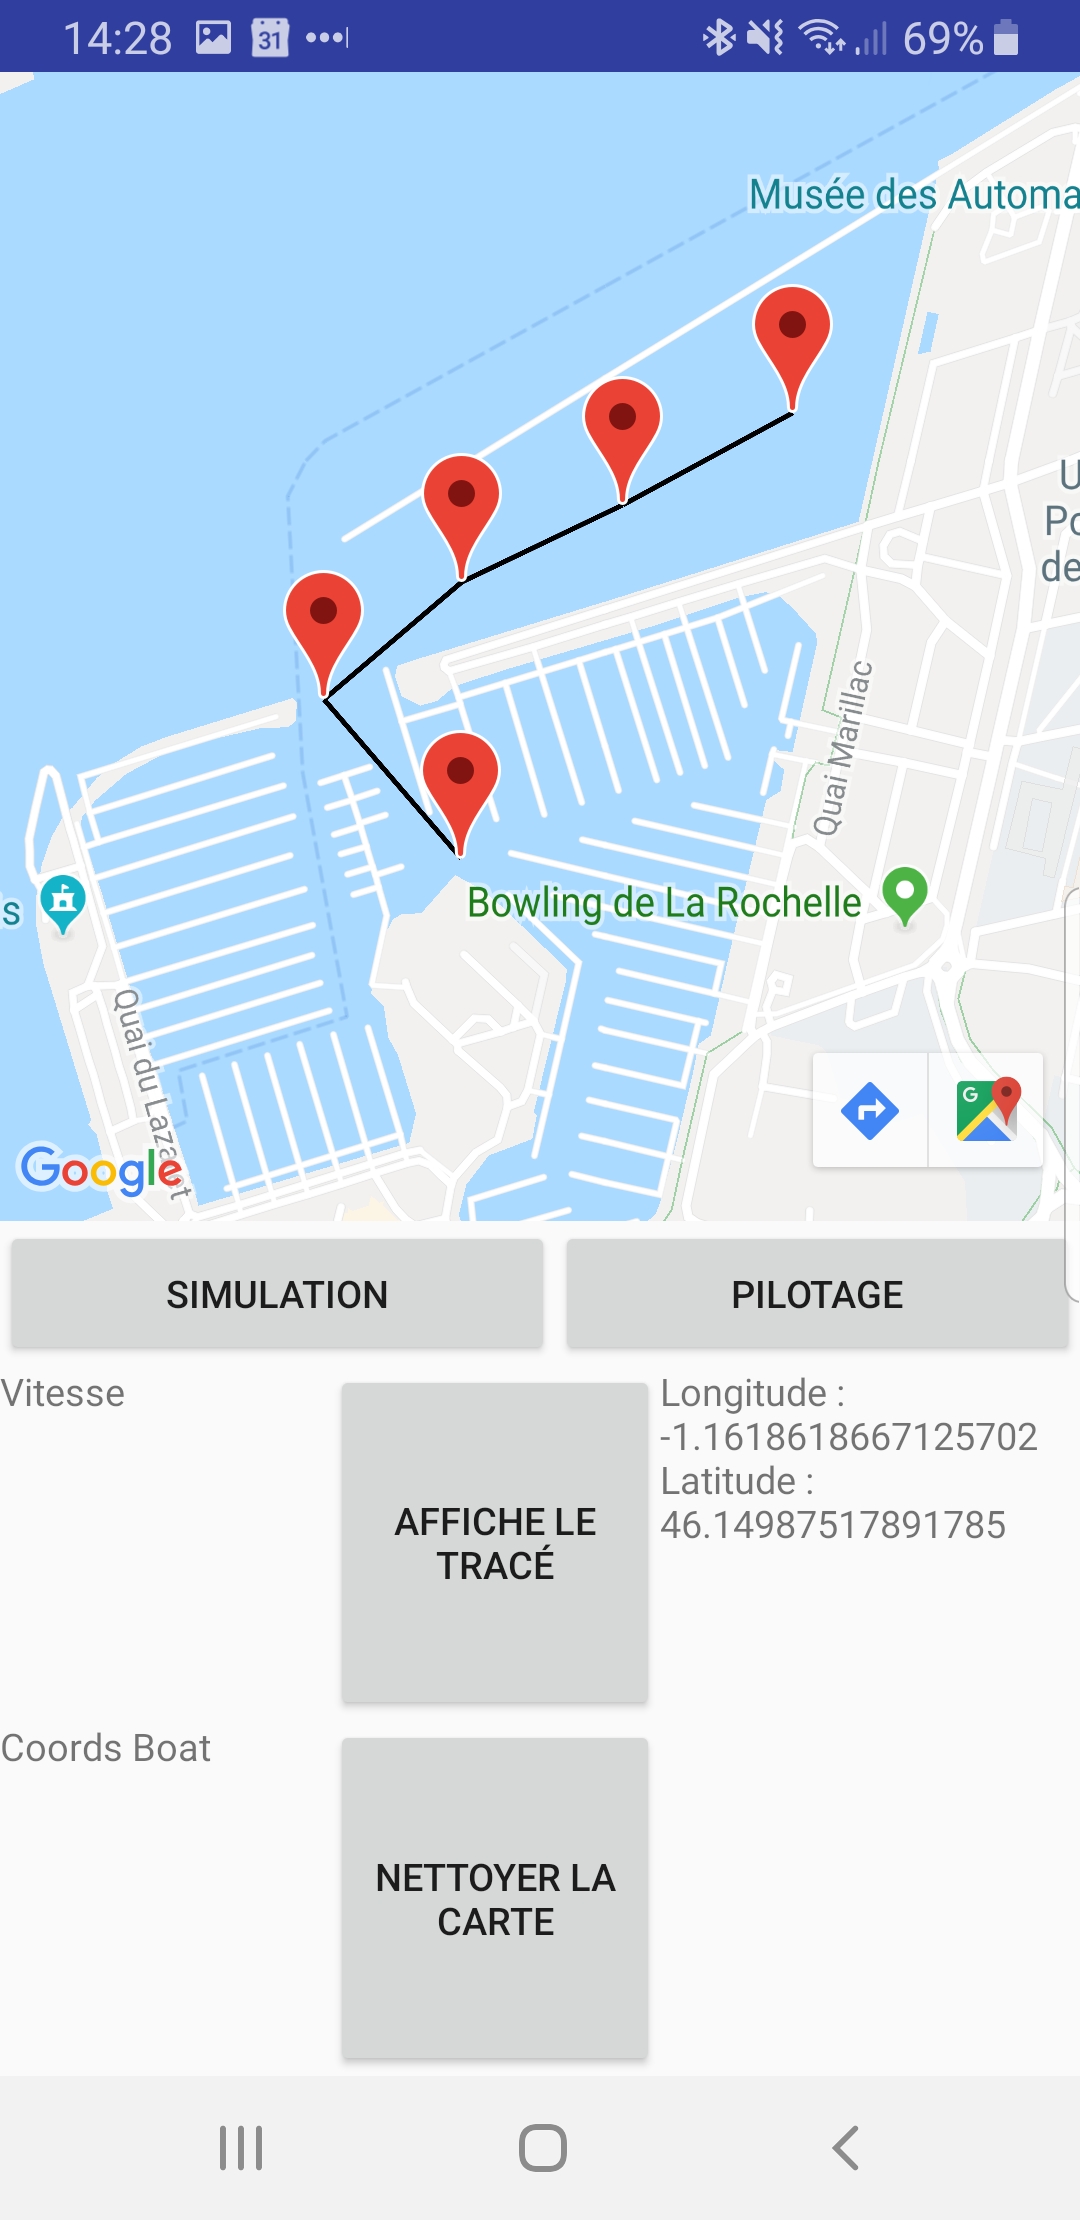 14:28
31
69%
Musée des Automa
U
Po
de
Quai Marillac
s
Bowling de La Rochelle
Quai du Laza
t
G
Google
SIMULATION
PILOTAGE
Vitesse
AFFICHE LE
TRACÉ
Longitude :
-1.1618618667125702
Latitude :
46.14987517891785
Coords Boat
NETTOYER LA
CARTE